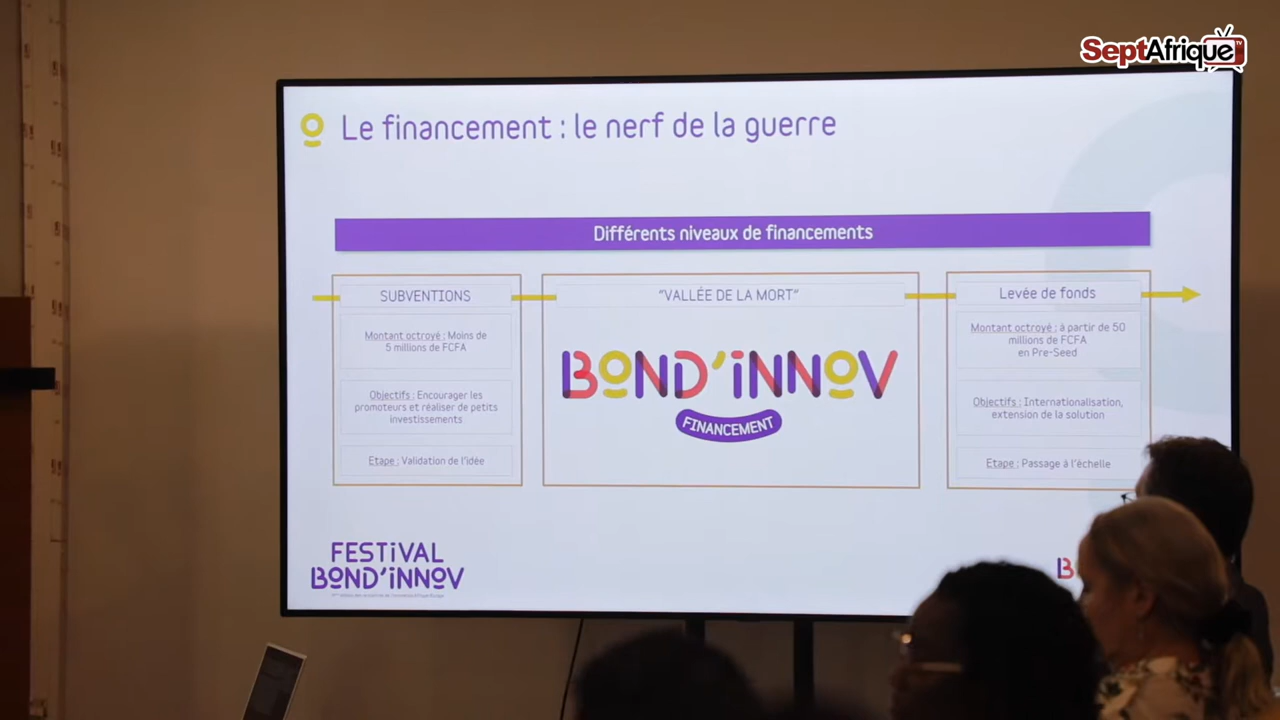 SeptAfrique TV
Le financement : le nerf de la guerre
Différents niveaux de financements
SUBVENTIONS
Montant octroyé : Moins de
5 millions de FCFA
Objectifs : Encourager les
promoteurs et réaliser de petits
investissements
Etape : Validation de l'idée
"VALLÉE DE LA MORT"
BOND'iNNOV
FINANCEMENT
Levée de fonds
Montant octroyé : à partir de 50
millions de FCFA
en Pre-Seed
Objectifs : Internationalisation,
extension de la solution
Etape : Passage à l'échelle
FESTiVAL
BOND'iNNOV